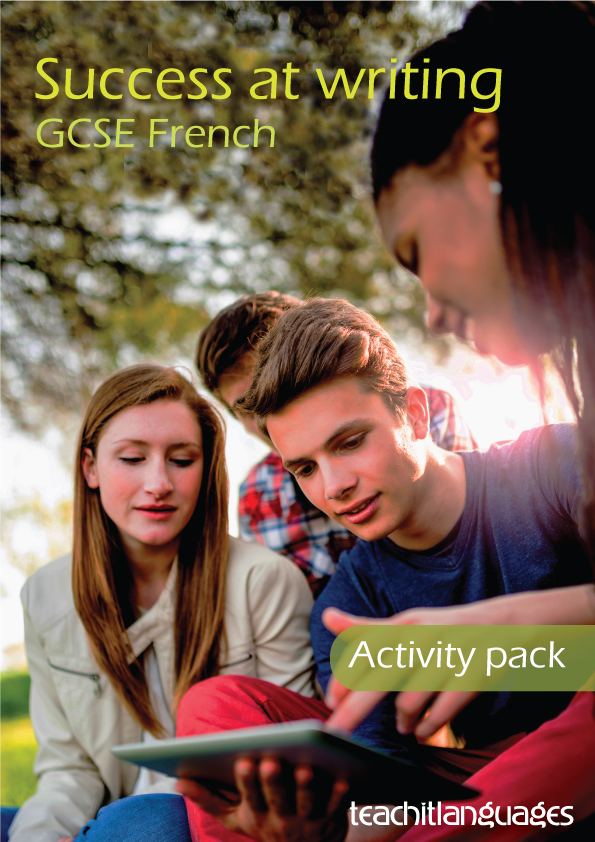 Success at writing
GCSE French
Activity pack
teachitlanguages